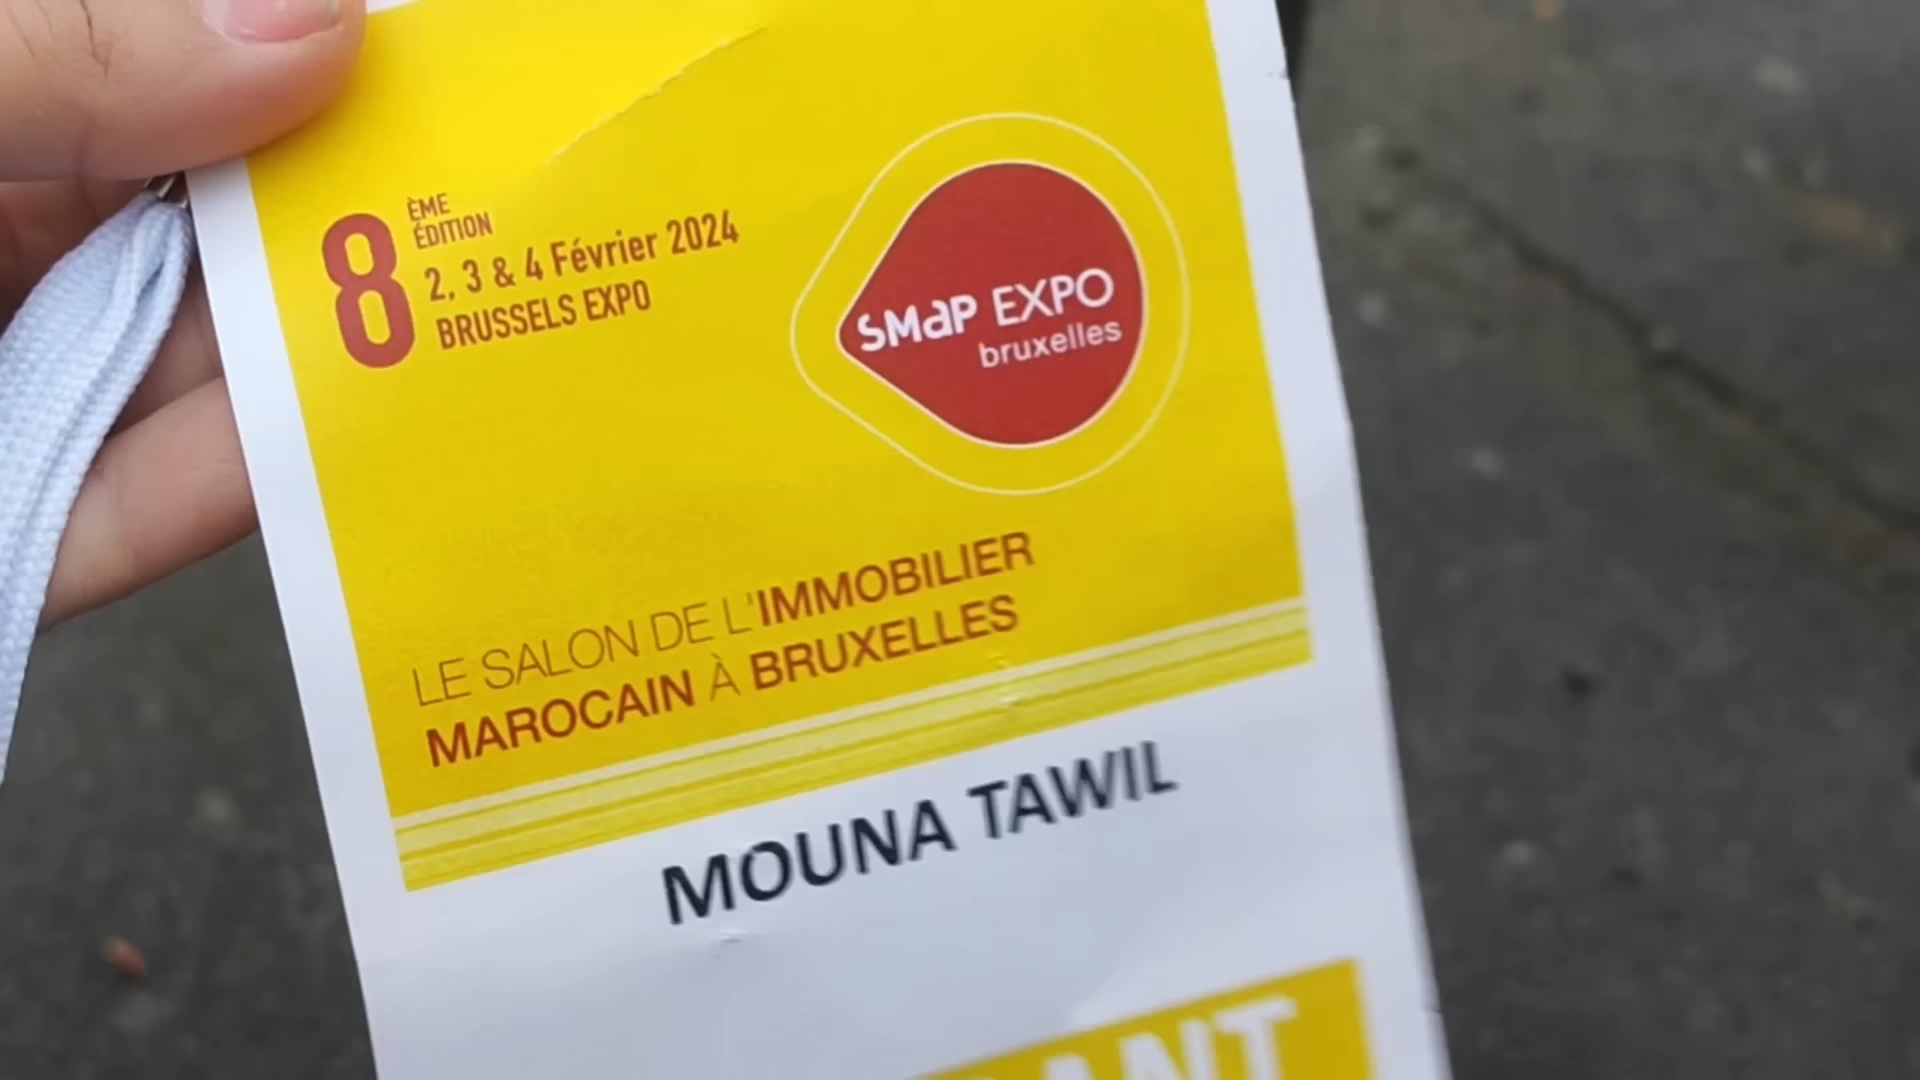 8 ÈME
ÉDITION
2, 3 & 4 Février 2024
BRUSSELS EXPO
SMaP EXPO
bruxelles
LE SALON DE L'IMMOBILIER
MAROCAIN À BRUXELLES
MOUNA TAWIL